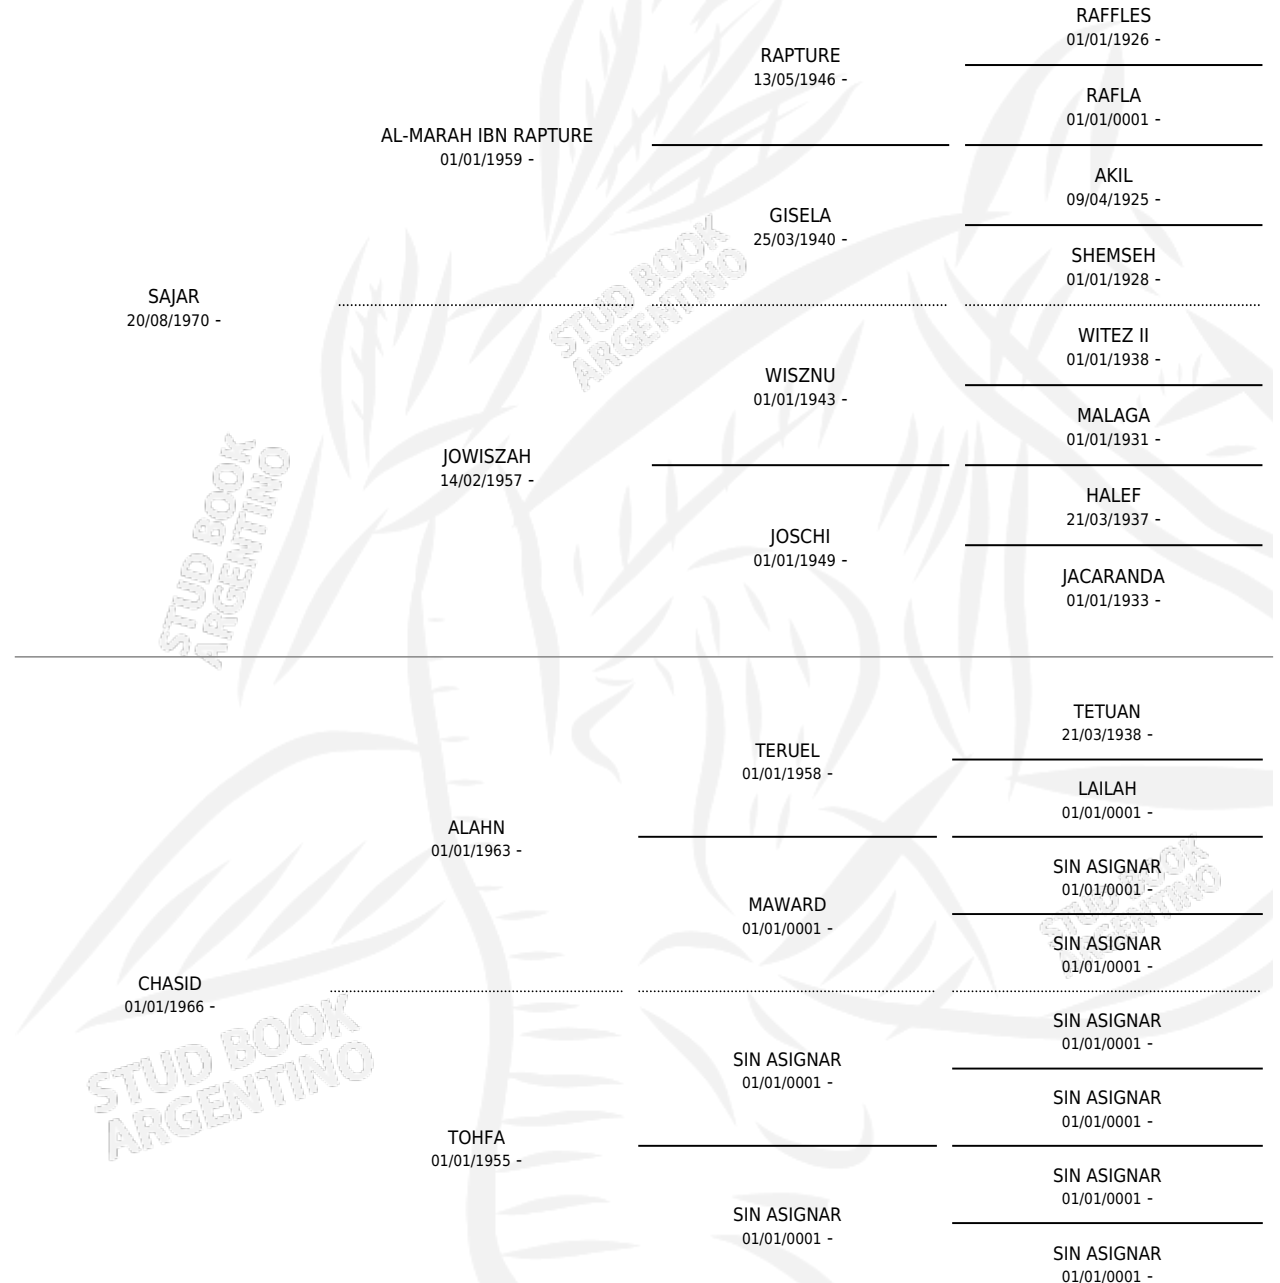 RAFFLES
01/01/1926 -
RAPTURE
13/05/1946 -
RAFLA
01/01/0001 -
AL-MARAH IBN RAPTURE
01/01/1959 -
AKIL
09/04/1925 -
GISELA
25/03/1940 -
SHEMSEH
01/01/1928 -
SAJAR
20/08/1970 -
WITEZ II
01/01/1938 -
WISZNU
01/01/1943 -
MALAGA
01/01/1931 -
JOWISZAH
14/02/1957 -
HALEF
21/03/1937 -
JOSCHI
01/01/1949 -
JACARANDA
01/01/1933 -
STUD BOOK
ARGENTINO
STUD BOOK
ARGENTINO
TETUAN
21/03/1938 -
TERUEL
01/01/1958 -
LAILAH
01/01/0001 -
ALAHN
01/01/1963 -
SIN ASIGNAR
01/01/0001 -
MAWARD
01/01/0001 -
SIN ASIGNAR
01/01/0001 -
CHASID
01/01/1966 -
SIN ASIGNAR
01/01/0001 -
SIN ASIGNAR
01/01/0001 -
SIN ASIGNAR
01/01/0001 -
TOHFA
01/01/1955 -
SIN ASIGNAR
01/01/0001 -
SIN ASIGNAR
01/01/0001 -
SIN ASIGNAR
01/01/0001 -
STUD BOOK
ARGENTINO
STUD BOOK
ARGENTINO